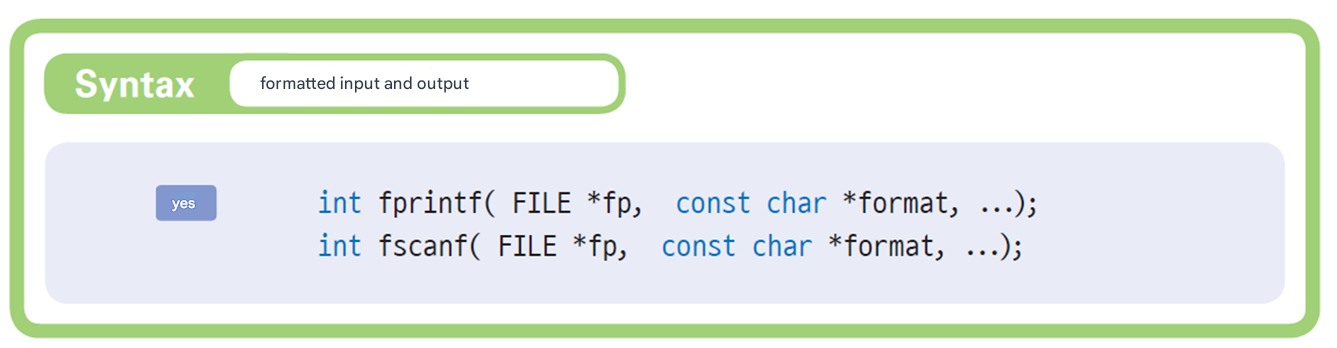 Syntax formatted input and output
yes int fprintf( FILE *fp, const char *format, ...);
int fscanf( FILE *fp, const char *format, ...);